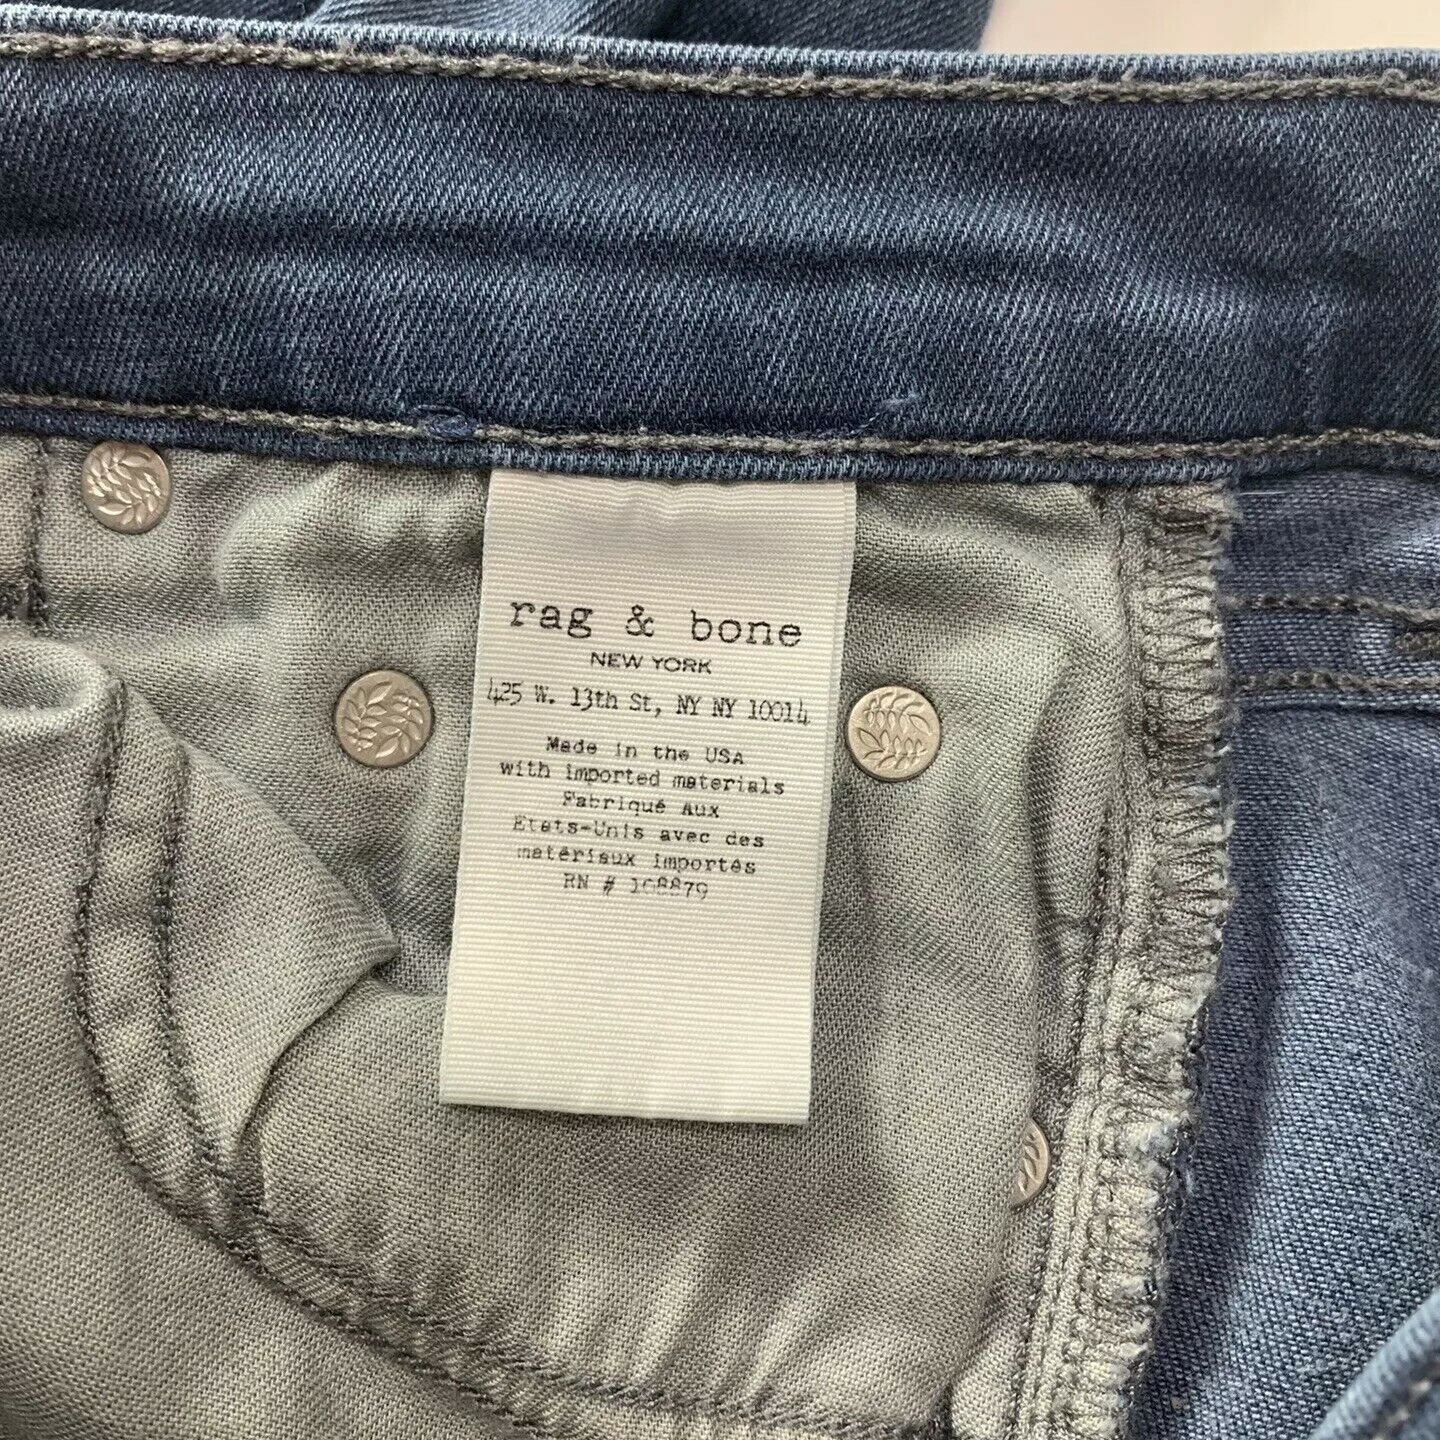 rag & bone
NEW YORK
425 W. 13th St, NY NY 10014
Made in the USA
with imported materials
Fabriqué Aux
Etats-Unis avec des
matériaux importés
RN # 108879